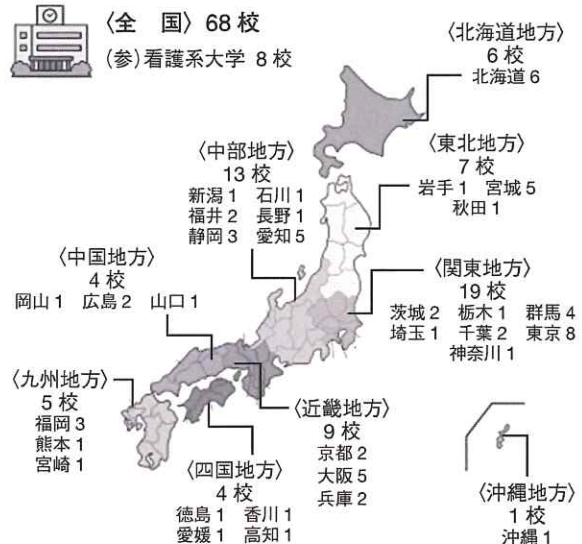 〈全　国〉68校
(参)看護系大学 8校
〈北海道地方〉
6校
北海道6
〈東北地方〉
7校
岩手1　宮城5
秋田1
〈中部地方〉
13校
新潟1　石川1
福井2　長野1
静岡3　愛知5
〈中国地方〉
4校
岡山1　広島2　山口1
〈関東地方〉
19校
茨城2　栃木1　群馬4
埼玉1　千葉2　東京8
神奈川1
〈九州地方〉
5校
福岡3
熊本1
宮崎1
〈近畿地方〉
9校
京都2
大阪5
兵庫2
〈四国地方〉
4校
徳島1　香川1
愛媛1　高知1
〈沖縄地方〉
1校
沖縄1